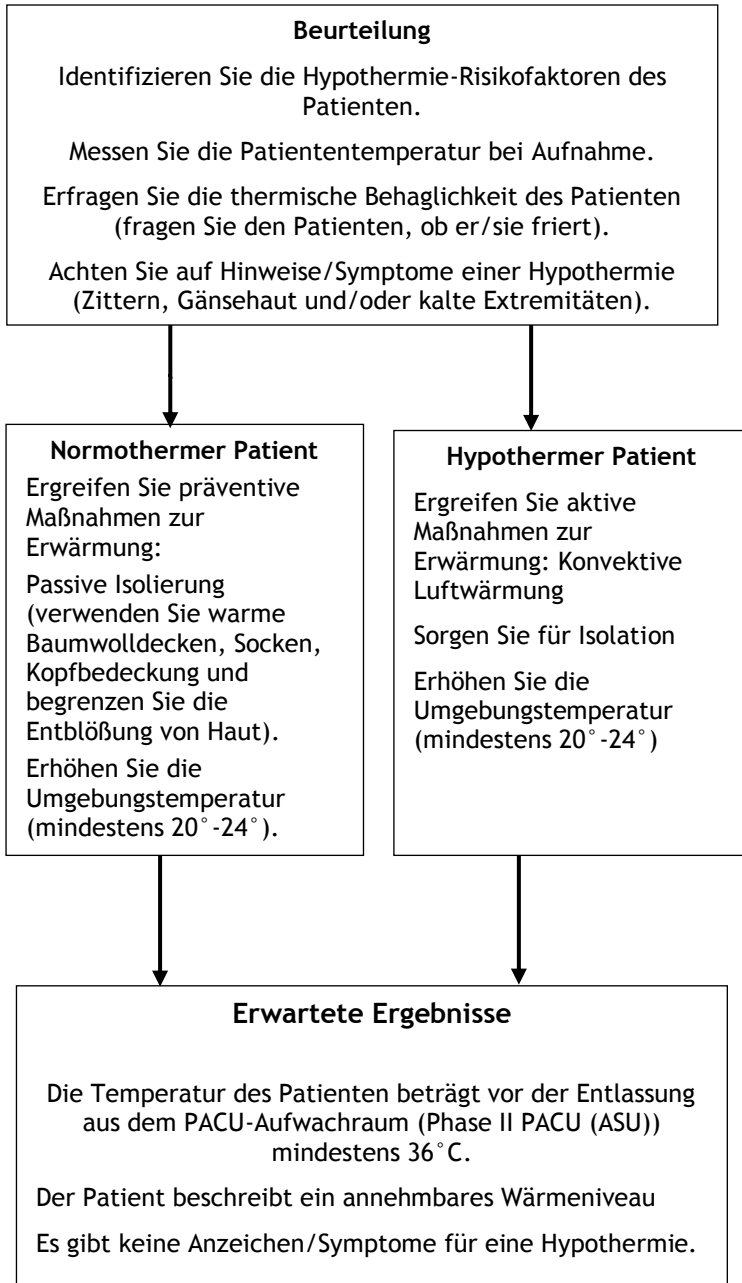 Beurteilung
Identifizieren Sie die Hypothermie-Risikofaktoren des
Patienten.
Messen Sie die Patiententemperatur bei Aufnahme.
Erfragen Sie die thermische Behaglichkeit des Patienten
(fragen Sie den Patienten, ob er/sie friert).
Achten Sie auf Hinweise/Symptome einer Hypothermie
(Zittern, Gänsehaut und/oder kalte Extremitäten).
Normothermer Patient
Ergreifen Sie präventive
Maßnahmen zur
Erwärmung:
Passive Isolierung
(verwenden Sie warme
Baumwolldecken, Socken,
Kopfbedeckung und
begrenzen Sie die
Entblößung von Haut).
Erhöhen Sie die
Umgebungstemperatur
(mindestens 20°-24°).
Hypothermer Patient
Ergreifen Sie aktive
Maßnahmen zur
Erwärmung: Konvektive
Luftwärmung
Sorgen Sie für Isolation
Erhöhen Sie die
Umgebungstemperatur
(mindestens 20°-24°)
Erwartete Ergebnisse
Die Temperatur des Patienten beträgt vor der Entlassung
aus dem PACU-Aufwachraum (Phase II PACU (ASU))
mindestens 36°C.
Der Patient beschreibt ein annehmbares Wärmeniveau
Es gibt keine Anzeichen/Symptome für eine Hypothermie.